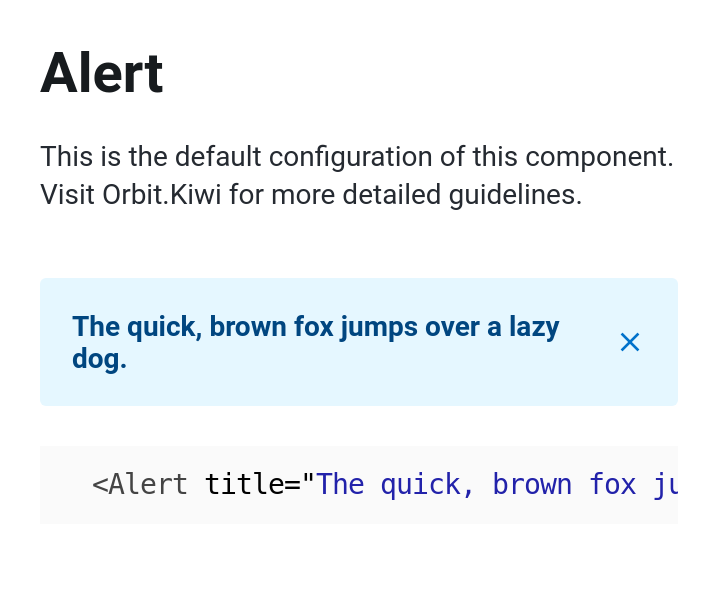 Alert
This is the default configuration of this component.
Visit Orbit.Kiwi for more detailed guidelines.
The quick, brown fox jumps over a lazy
dog.
<Alert title="The quick, brown fox ju